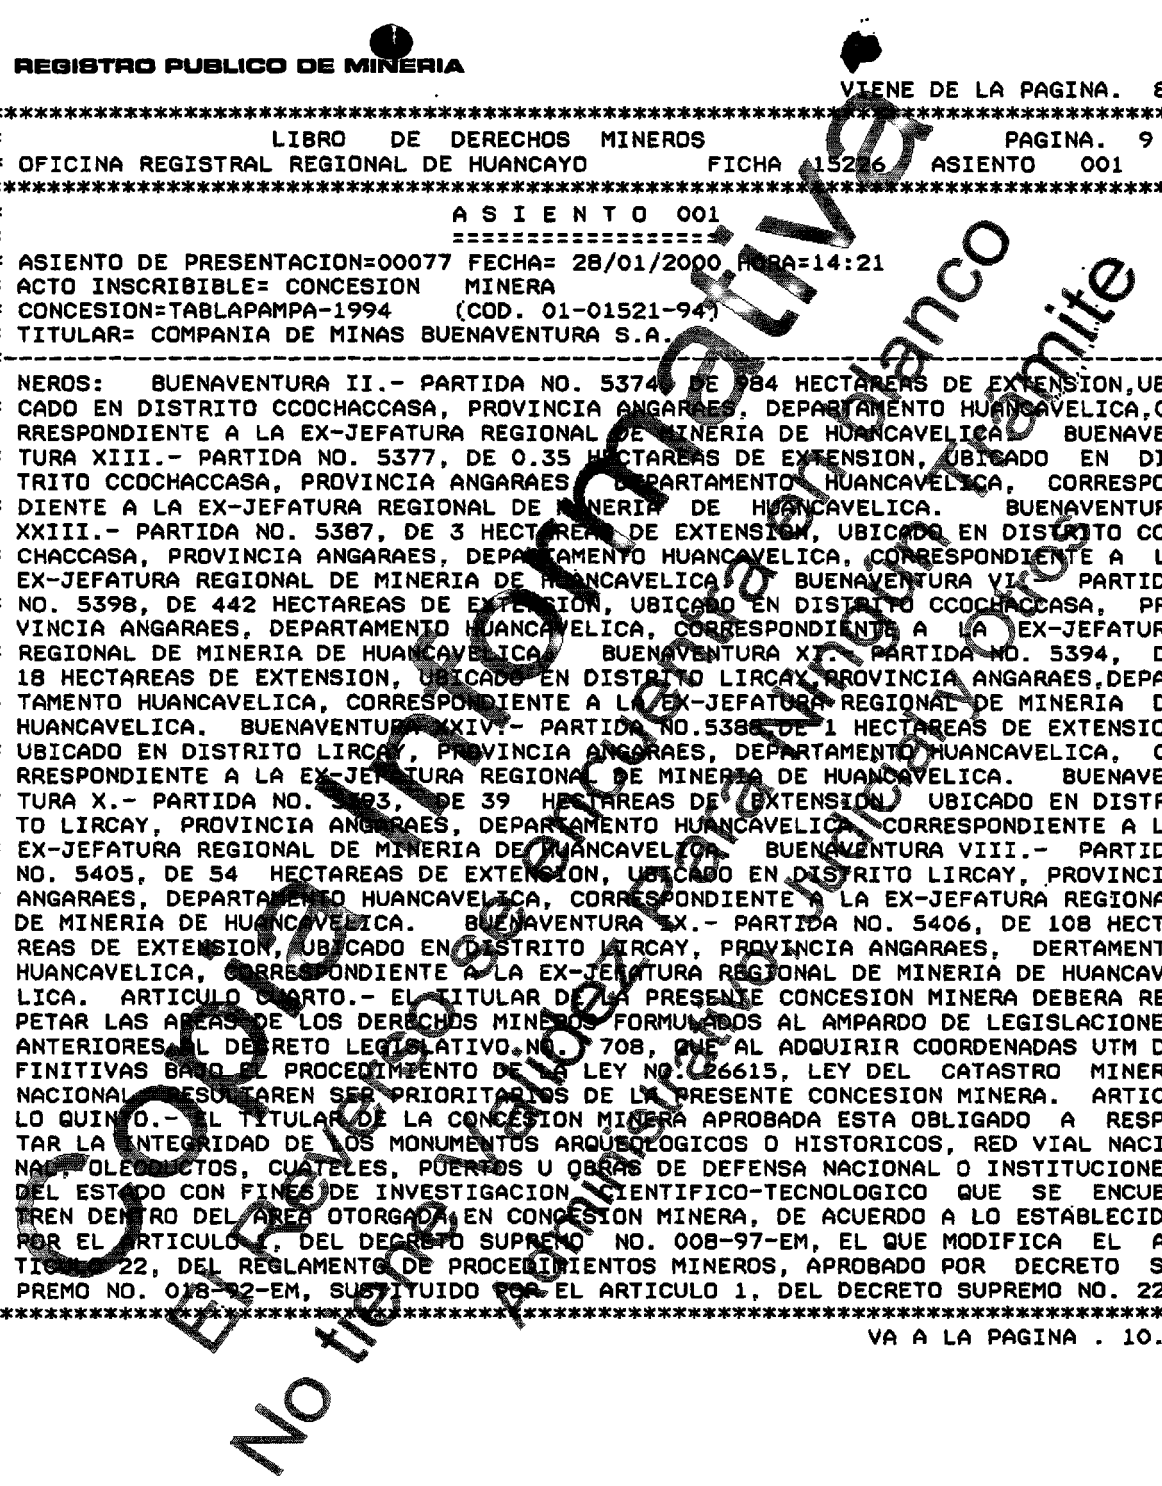 REGISTRO PUBLICO DE MINERIA
VIENE DE LA PAGINA. 8
LIBRO DE DERECHOS MINEROS PAGINA. 9
OFICINA REGISTRAL REGIONAL DE HUANCAYO FICHA 15226 ASIENTO 001
A S I E N T O 001
=================
ASIENTO DE PRESENTACION=00077 FECHA= 28/01/2000 HORA=14:21
ACTO INSCRIBIBLE= CONCESION MINERA
CONCESION=TABLAPAMPA-1994 (COD. 01-01521-94)
TITULAR= COMPANIA DE MINAS BUENAVENTURA S.A.
NEROS: BUENAVENTURA II.- PARTIDA NO. 5374, DE 984 HECTAREAS DE EXTENSION,UB
CADO EN DISTRITO CCOCHACCASA, PROVINCIA ANGARAES, DEPARTAMENTO HUANCAVELICA,C
RRESPONDIENTE A LA EX-JEFATURA REGIONAL DE MINERIA DE HUANCAVELICA. BUENAVE
TURA XIII.- PARTIDA NO. 5377, DE 0.35 HECTAREAS DE EXTENSION, UBICADO EN DI
TRITO CCOCHACCASA, PROVINCIA ANGARAES, DEPARTAMENTO HUANCAVELICA, CORRESPO
DIENTE A LA EX-JEFATURA REGIONAL DE MINERIA DE HUANCAVELICA. BUENAVENTUR
XXIII.- PARTIDA NO. 5387, DE 3 HECTAREAS DE EXTENSION, UBICADO EN DISTRITO CC
CHACCASA, PROVINCIA ANGARAES, DEPARTAMENTO HUANCAVELICA, CORRESPONDIENTE A L
EX-JEFATURA REGIONAL DE MINERIA DE HUANCAVELICA. BUENAVENTURA VI.- PARTID
NO. 5398, DE 442 HECTAREAS DE EXTENSION, UBICADO EN DISTRITO CCOCHACCASA, PR
VINCIA ANGARAES, DEPARTAMENTO HUANCAVELICA, CORRESPONDIENTE A LA EX-JEFATUR
REGIONAL DE MINERIA DE HUANCAVELICA. BUENAVENTURA XI.- PARTIDA NO. 5394, D
18 HECTAREAS DE EXTENSION, UBICADO EN DISTRITO LIRCAY,PROVINCIA ANGARAES,DEPA
TAMENTO HUANCAVELICA, CORRESPONDIENTE A LA EX-JEFATURA REGIONAL DE MINERIA D
HUANCAVELICA. BUENAVENTURA XXIV.- PARTIDA NO.5388 DE 1 HECTAREAS DE EXTENSIO
UBICADO EN DISTRITO LIRCAY, PROVINCIA ANGARAES, DEPARTAMENTO HUANCAVELICA, C
RRESPONDIENTE A LA EX-JEFATURA REGIONAL DE MINERIA DE HUANCAVELICA. BUENAVE
TURA X.- PARTIDA NO. 5393, DE 39 HECTAREAS DE EXTENSION, UBICADO EN DISTR
TO LIRCAY, PROVINCIA ANGARAES, DEPARTAMENTO HUANCAVELICA, CORRESPONDIENTE A L
EX-JEFATURA REGIONAL DE MINERIA DE HUANCAVELICA. BUENAVENTURA VIII.- PARTID
NO. 5405, DE 54 HECTAREAS DE EXTENSION, UBICADO EN DISTRITO LIRCAY, PROVINCI
ANGARAES, DEPARTAMENTO HUANCAVELICA, CORRESPONDIENTE A LA EX-JEFATURA REGIONA
DE MINERIA DE HUANCAVELICA. BUENAVENTURA IX.- PARTIDA NO. 5406, DE 108 HECT
REAS DE EXTENSION, UBICADO EN DISTRITO LIRCAY, PROVINCIA ANGARAES, DERTAMENT
HUANCAVELICA, CORRESPONDIENTE A LA EX-JEFATURA REGIONAL DE MINERIA DE HUANCAV
LICA. ARTICULO CUARTO.- EL TITULAR DE LA PRESENTE CONCESION MINERA DEBERA RE
PETAR LAS AREAS DE LOS DERECHOS MINEROS FORMULADOS AL AMPARDO DE LEGISLACIONE
ANTERIORES AL DECRETO LEGISLATIVO NO. 708, QUE AL ADQUIRIR COORDENADAS UTM D
FINITIVAS BAJO EL PROCEDIMIENTO DE LA LEY NO. 26615, LEY DEL CATASTRO MINER
NACIONAL, RESULTAREN SER PRIORITARIOS DE LA PRESENTE CONCESION MINERA. ARTIC
LO QUINTO.- EL TITULAR DE LA CONCESION MINERA APROBADA ESTA OBLIGADO A RESP
TAR LA INTEGRIDAD DE LOS MONUMENTOS ARQUEOLOGICOS O HISTORICOS, RED VIAL NACI
NAL, OLEODUCTOS, CUATELES, PUERTOS U OBRAS DE DEFENSA NACIONAL O INSTITUCIONE
DEL ESTADO CON FINES DE INVESTIGACION CIENTIFICO-TECNOLOGICO QUE SE ENCUE
TREN DENTRO DEL AREA OTORGADA EN CONCESION MINERA, DE ACUERDO A LO ESTABLECID
POR EL ARTICULO 1, DEL DECRETO SUPREMO NO. 008-97-EM, EL QUE MODIFICA EL A
TICULO 22, DEL REGLAMENTO DE PROCEDIMIENTOS MINEROS, APROBADO POR DECRETO S
PREMO NO. 018-92-EM, SUSTITUIDO POR EL ARTICULO 1, DEL DECRETO SUPREMO NO. 22
VA A LA PAGINA . 10.
Copia Informativa
El Reverso se encuentra en blanco
No tiene Validez para Ningún Trámite
Administrativo, Judicial y Otros